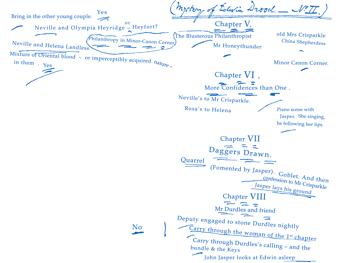 (Mystery of Edwin Drood __ No II.)
Bring in the other young couple. Yes
Neville and Olympia Heyridge or Heyfort?
Neville and Helena Landless
Mixture of Oriental blood - or imperceptibly acquired nature -
in them. Yes
Chapter V.
The Blusterous Philanthropist
Mr Honeythunder
old Mrs Crisparkle
China Shepherdess
Philanthropy in Minor Canon Corner
Minor Canon Corner.
Chapter VI.
More Confidences than One.
Neville's to Mr Crisparkle.
Rosa's to Helena
Piano scene with
Jasper. She singing,
he following her lips
Chapter VII
Daggers Drawn.
Quarrel
(Fomented by Jasper). Goblet. And then
confession to Mr Crisparkle
Jasper lays his ground
Chapter VIII
Mr Durdles and friend
Deputy engaged to stone Durdles nightly
No
Carry through the woman of the 1st chapter
Carry through Durdles's calling - and the
bundle & the Keys
John Jasper looks at Edwin asleep